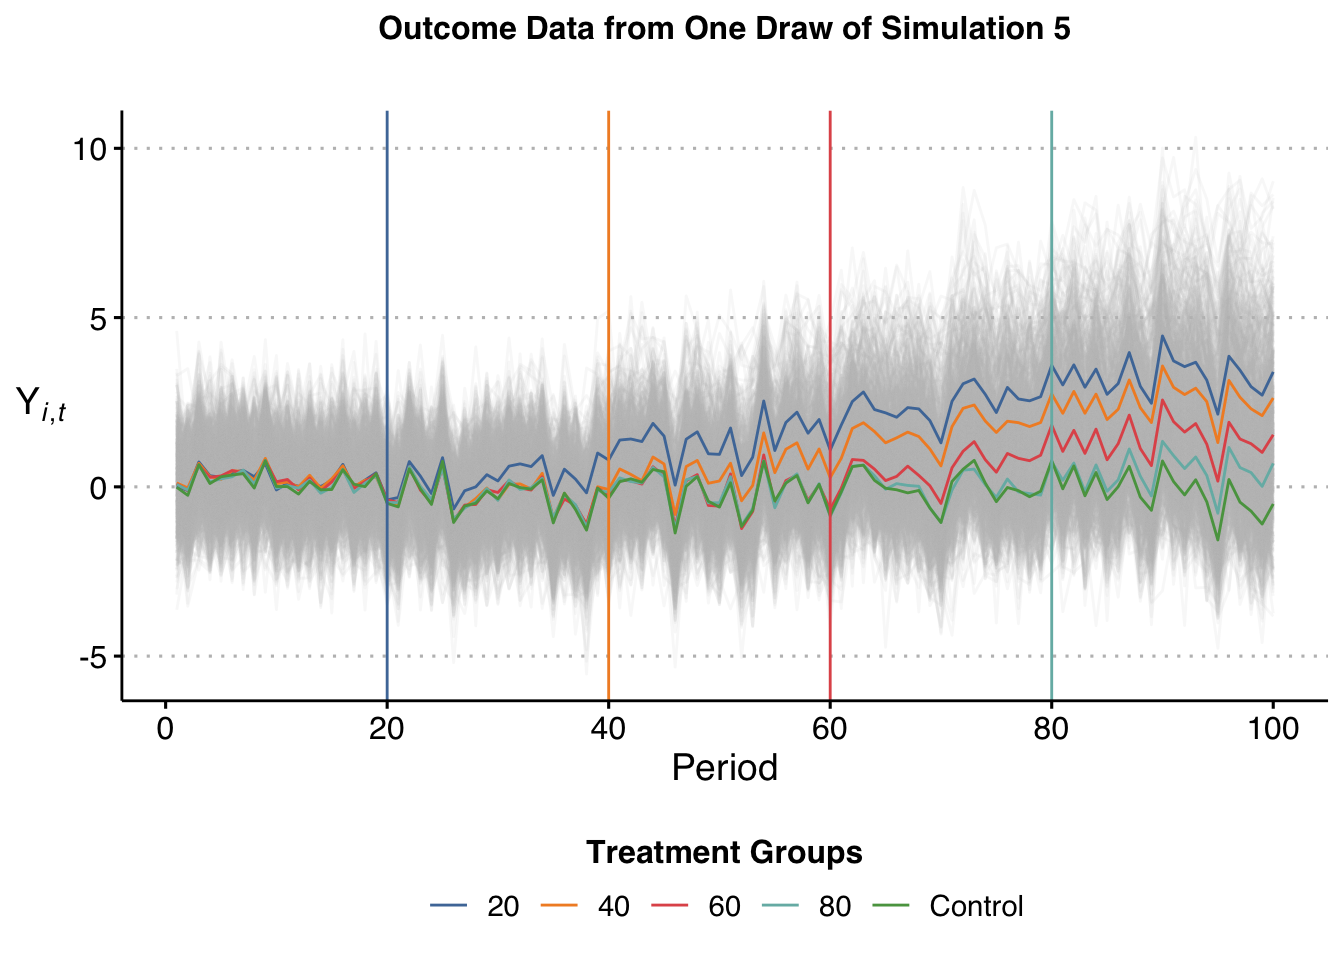 Outcome Data from One Draw of Simulation 5
10
5
0
-5
Yi,t
0 20 40 60 80 100
Period
Treatment Groups
20 40 60 80 Control